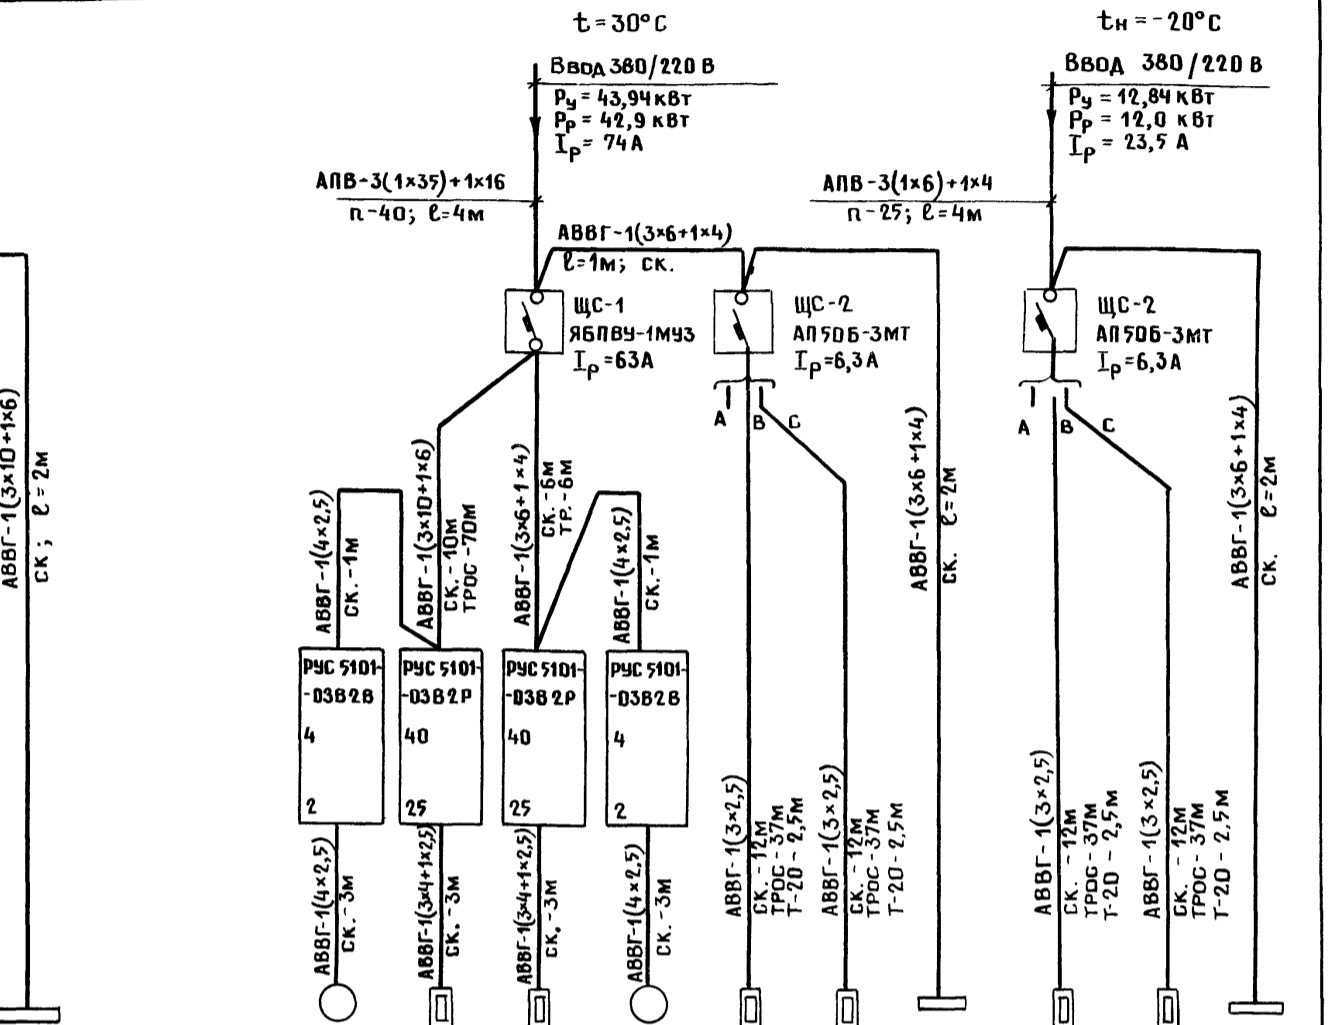 t=30°С
tн=-20°С
Ввод 380/220 В
Ру = 43,94 кВт
Рр = 42,9 кВт
Iр = 74 А
Ввод 380/220 В
Ру = 12,84 кВт
Рр = 12,0 кВт
Iр = 23,5 А
АПВ-3(1×35)+1×16
п-40; ℓ=4м
АПВ-3(1×6)+1×4
п-25; ℓ=4м
АВВГ-1(3×6+1×4)
ℓ=1м; ск.
ЩС-1
ЯБПВУ-1МУ3
Iр=63А
ЩС-2
АП50Б-3МТ
Iр=6,3А
ЩС-2
АП50Б-3МТ
Iр=6,3А
А В С
А В С
АВВГ-1(3×10+1×6)
СК; ℓ=2м
АВВГ-1(4×2,5)
СК.-1м
АВВГ-1(3×10+1×6)
СК.-10м
ТРОС-70м
АВВГ-1(3×6+1×4)
СК.-6м
ТР.-6м
АВВГ-1(4×2,5)
СК.-1м
АВВГ-1(3×6+1×4)
СК. ℓ=2м
АВВГ-1(3×6+1×4)
СК. ℓ=2м
РУС 5101-
-03В2В
4
2
РУС 5101-
-03В2Р
40
25
РУС 5101-
-03В2Р
40
25
РУС 5101-
-03В2В
4
2
АВВГ-1(4×2,5)
СК.-3м
АВВГ-1(3×4+1×2,5)
СК.-3м
АВВГ-1(3×4+1×2,5)
СК.-3м
АВВГ-1(4×2,5)
СК.-3м
АВВГ-1(3×2,5)
СК.-12м
ТРОС-37м
Т-20-2,5м
АВВГ-1(3×2,5)
СК.-12м
ТРОС-37м
Т-20-2,5м
АВВГ-1(3×2,5)
СК.-12м
ТРОС-37м
Т-20-2,5м
АВВГ-1(3×2,5)
СК.-12м
ТРОС-37м
Т-20-2.5м